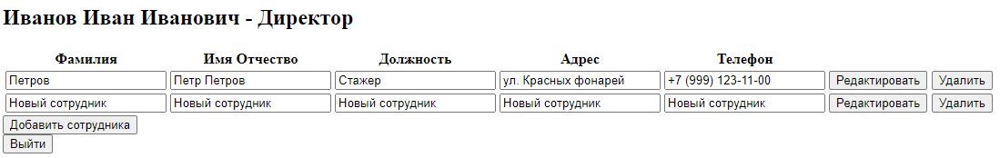 Иванов Иван Иванович - Директор
Фамилия Имя Отчество Должность Адрес Телефон
Петров Петр Петров Стажер ул. Красных фонарей +7 (999) 123-11-00 Редактировать Удалить
Новый сотрудник Новый сотрудник Новый сотрудник Новый сотрудник Новый сотрудник Редактировать Удалить
Добавить сотрудника
Выйти